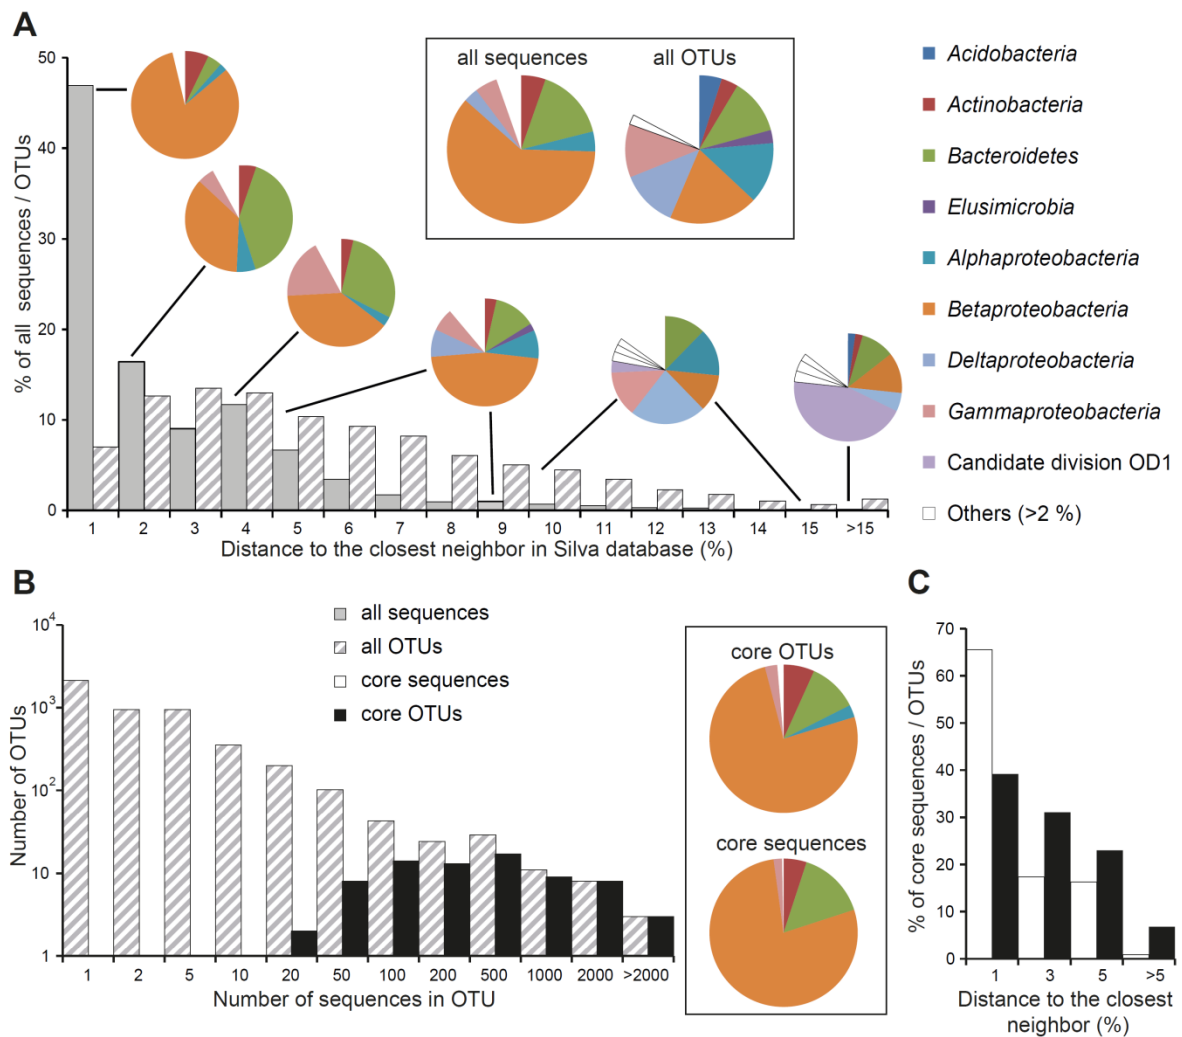 A
% of all sequences / OTUs
50
40
30
20
10
0
1 2 3 4 5 6 7 8 9 10 11 12 13 14 15 >15
Distance to the closest neighbor in Silva database (%)
all sequences all OTUs
Acidobacteria
Actinobacteria
Bacteroidetes
Elusimicrobia
Alphaproteobacteria
Betaproteobacteria
Deltaproteobacteria
Gammaproteobacteria
Candidate division OD1
Others (>2 %)
B
Number of OTUs
10⁴
10³
10²
10
1
1 2 5 10 20 50 100 200 500 1000 2000 >2000
Number of sequences in OTU
all sequences
all OTUs
core sequences
core OTUs
core OTUs
core sequences
C
% of core sequences / OTUs
70
60
50
40
30
20
10
0
1 3 5 >5
Distance to the closest
neighbor (%)